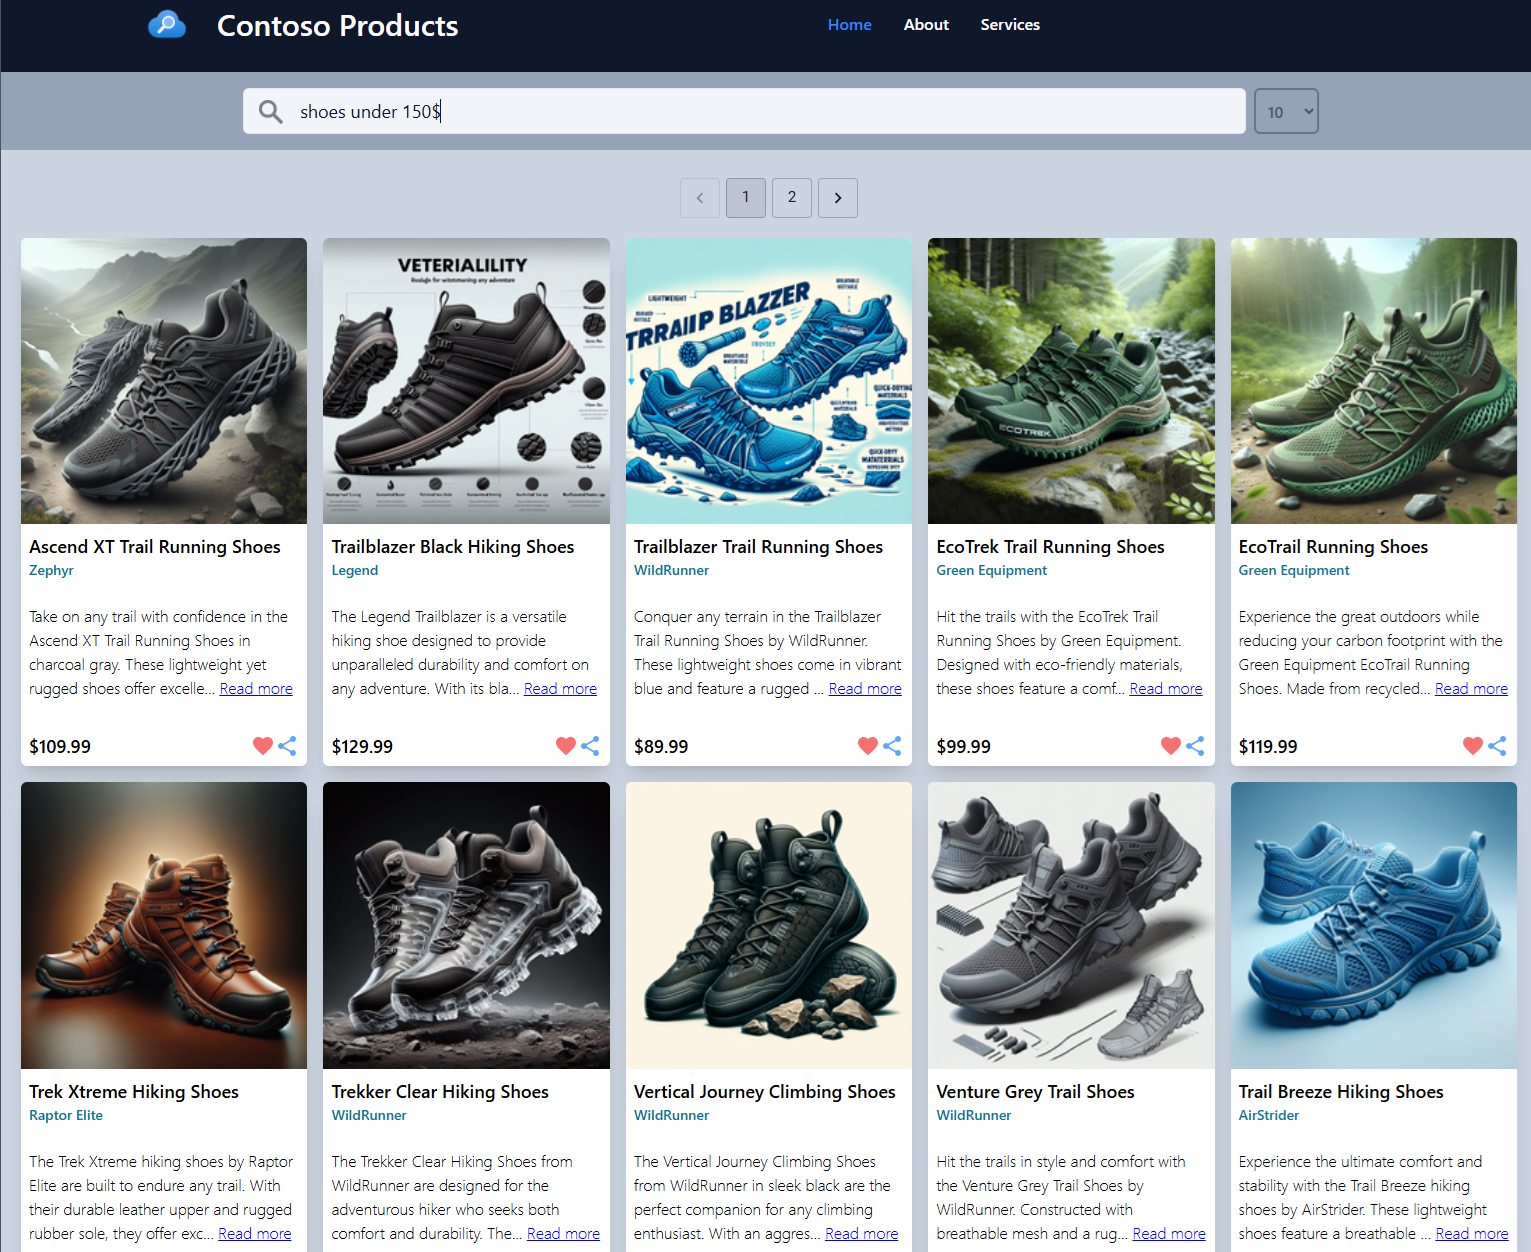 Contoso Products
Home
About
Services
shoes under 150$
10
1
2
VETERIALILITY
LIGHTWEIGHT
TRRAIIP BLAZZER
QUICK-DRYING
MATERIALS
ECOTREK
Ascend XT Trail Running Shoes
Zephyr
Take on any trail with confidence in the
Ascend XT Trail Running Shoes in
charcoal gray. These lightweight yet
rugged shoes offer excelle... Read more
$109.99
Trailblazer Black Hiking Shoes
Legend
The Legend Trailblazer is a versatile
hiking shoe designed to provide
unparalleled durability and comfort on
any adventure. With its bla... Read more
$129.99
Trailblazer Trail Running Shoes
WildRunner
Conquer any terrain in the Trailblazer
Trail Running Shoes by WildRunner.
These lightweight shoes come in vibrant
blue and feature a rugged ... Read more
$89.99
EcoTrek Trail Running Shoes
Green Equipment
Hit the trails with the EcoTrek Trail
Running Shoes by Green Equipment.
Designed with eco-friendly materials,
these shoes feature a comf... Read more
$99.99
EcoTrail Running Shoes
Green Equipment
Experience the great outdoors while
reducing your carbon footprint with the
Green Equipment EcoTrail Running
Shoes. Made from recycled... Read more
$119.99
Trek Xtreme Hiking Shoes
Raptor Elite
The Trek Xtreme hiking shoes by Raptor
Elite are built to endure any trail. With
their durable leather upper and rugged
rubber sole, they offer exc... Read more
Trekker Clear Hiking Shoes
WildRunner
The Trekker Clear Hiking Shoes from
WildRunner are designed for the
adventurous hiker who seeks both
comfort and durability. The... Read more
Vertical Journey Climbing Shoes
WildRunner
The Vertical Journey Climbing Shoes
from WildRunner in sleek black are the
perfect companion for any climbing
enthusiast. With an aggres... Read more
Venture Grey Trail Shoes
WildRunner
Hit the trails in style and comfort with
the Venture Grey Trail Shoes by
WildRunner. Constructed with
breathable mesh and a rug... Read more
Trail Breeze Hiking Shoes
AirStrider
Experience the ultimate comfort and
stability with the Trail Breeze hiking
shoes by AirStrider. These lightweight
shoes feature a breathable ... Read more